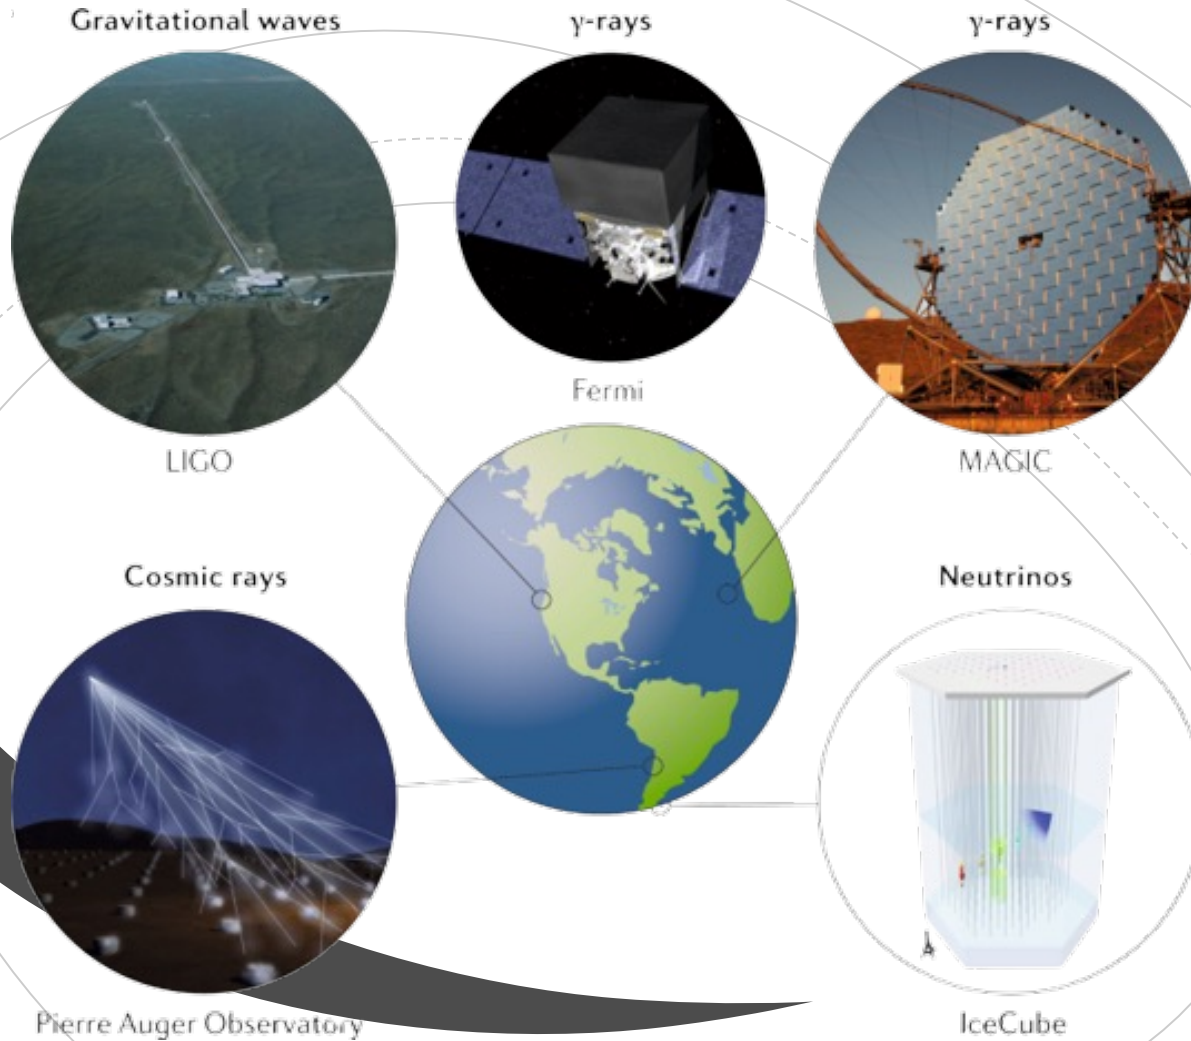 Gravitational waves
γ-rays
γ-rays
Fermi
LIGO
MAGIC
Cosmic rays
Neutrinos
Pierre Auger Observatory
IceCube